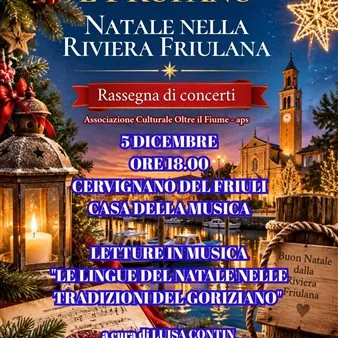 E PROFANO
NATALE NELLA
RIVIERA FRIULANA
Rassegna di concerti
Associazione Culturale Oltre il Fiume - aps
5 DICEMBRE
ORE 18.00
CERVIGNANO DEL FRIULI
CASA DELLA MUSICA
LETTURE IN MUSICA
"LE LINGUE DEL NATALE NELLE
TRADIZIONI DEL GORIZIANO"
a cura di LUISA CONTIN
Buon Natale
dalla
Riviera
Friulana